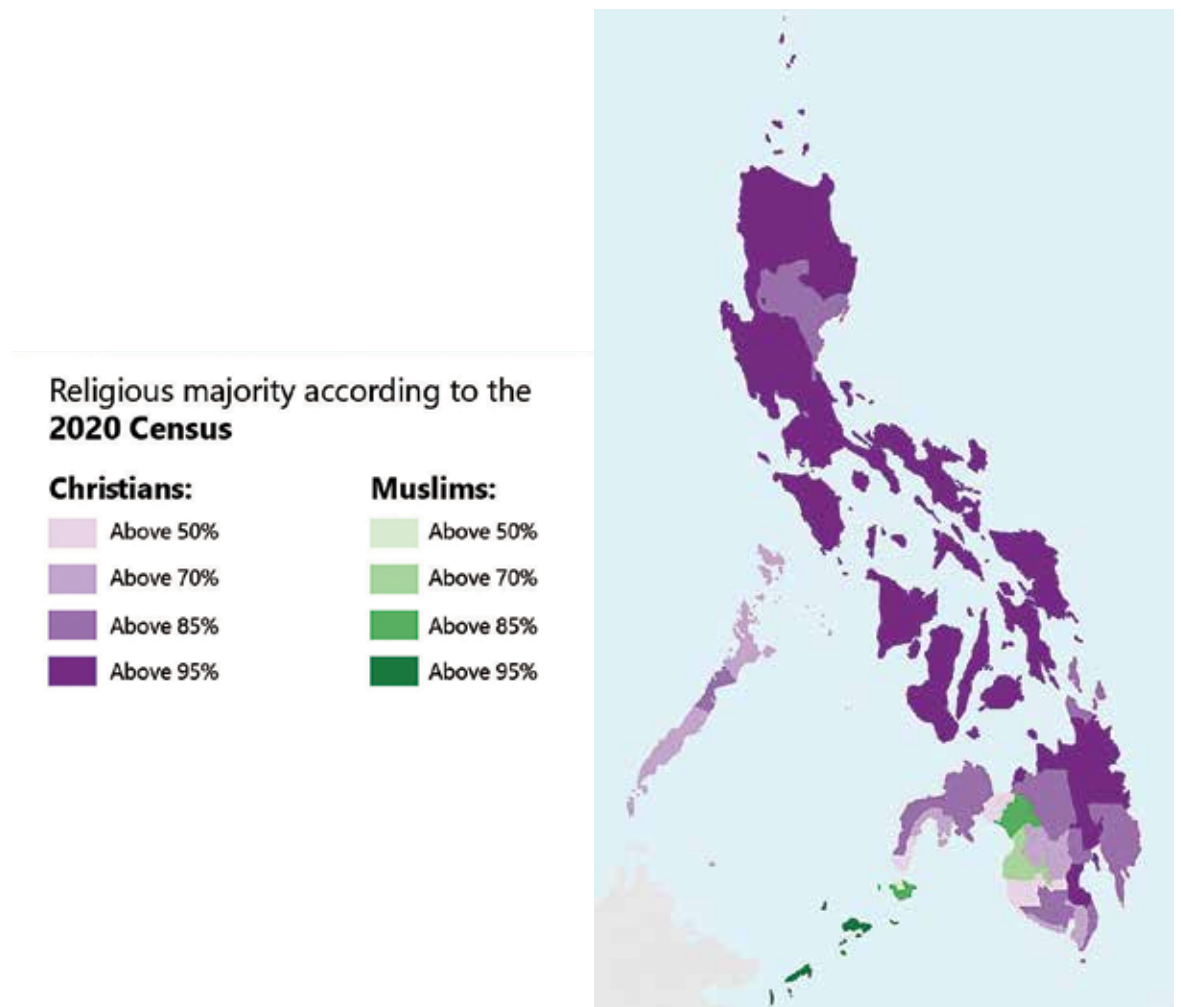 Religious majority according to the
2020 Census
Christians:
Above 50%
Above 70%
Above 85%
Above 95%
Muslims:
Above 50%
Above 70%
Above 85%
Above 95%